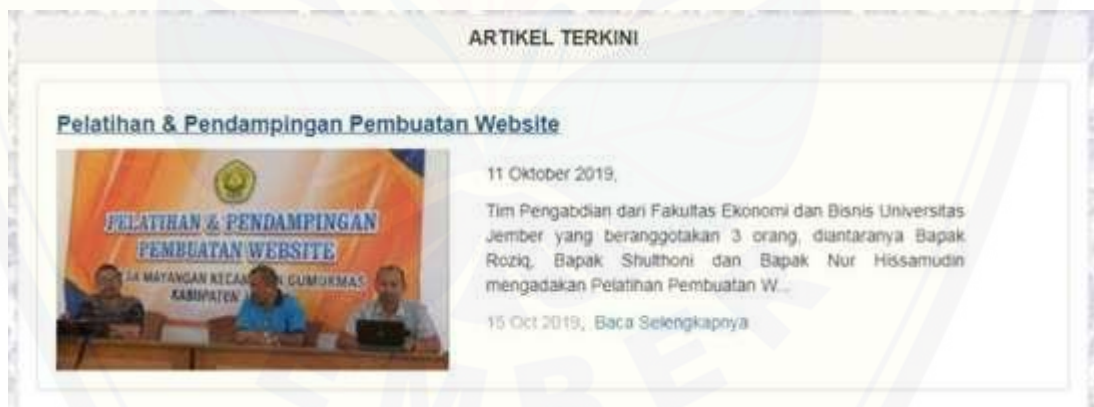 ARTIKEL TERKINI
Pelatihan & Pendampingan Pembuatan Website
PELATIHAN & PENDAMPINGAN
PEMBUATAN WEBSITE
MAYANGAN GUMUKMAS
KABUPATEN
11 Oktober 2019,
Tim Pengabdian dari Fakultas Ekonomi dan Bisnis Universitas
Jember yang beranggotakan 3 orang, diantaranya Bapak
Roziq, Bapak Shulthoni dan Bapak Nur Hissamudin
mengadakan Pelatihan Pembuatan W...
15 Oct 2019, Baca Selengkapnya